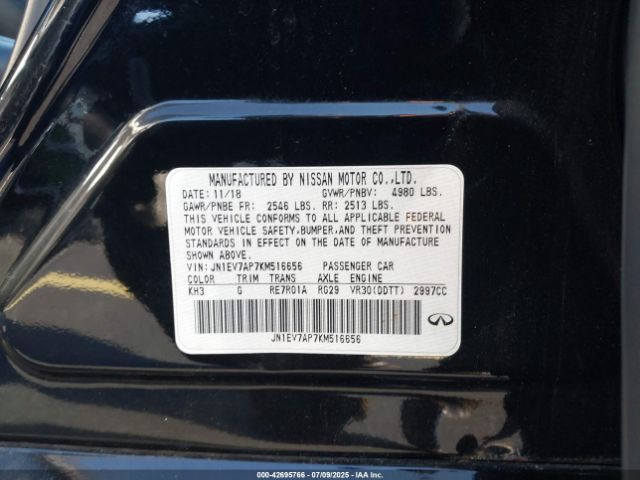 MANUFACTURED BY NISSAN MOTOR CO.,LTD.
DATE: 11/18 GVWR/PNBV: 4980 LBS.
GAWR/PNBE FR: 2546 LBS. RR: 2513 LBS.
THIS VEHICLE CONFORMS TO ALL APPLICABLE FEDERAL
MOTOR VEHICLE SAFETY,BUMPER,AND THEFT PREVENTION
STANDARDS IN EFFECT ON THE DATE OF MANUFACTURE
SHOWN ABOVE.
VIN: JN1EV7AP7KM516656 PASSENGER CAR
COLOR TRIM TRANS AXLE ENGINE
KH3 G RE7R01A RG29 VR30(DDTT) 2997CC
JN1EV7AP7KM516656
000-42695766 | 07/09/2025 | IAA, Inc.